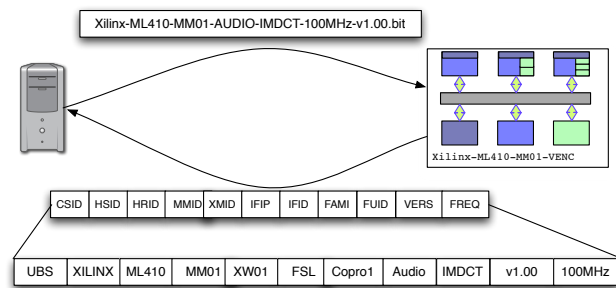 Xilinx-ML410-MM01-AUDIO-IMDCT-100MHz-v1.00.bit
Xilinx-ML410-MM01-VENC
CSID HSID HRID MMID XMID IFIP IFID FAMI FUID VERS FREQ
UBS XILINX ML410 MM01 XW01 FSL Copro1 Audio IMDCT v1.00 100MHz